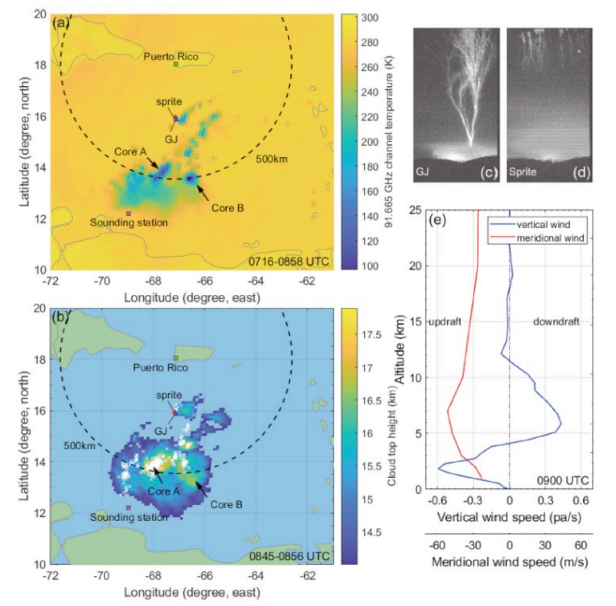 (a)
Puerto Rico
sprite
GJ
Core A
500km
Core B
Sounding station
0716-0858 UTC
20
18
16
14
12
10
-72 -70 -68 -66 -64 -62
Longitude (degree, east)
Latitude (degree, north)
300
280
260
240
220
200
180
160
140
120
100
91.665 GHz channel temperature (K)
(b)
Puerto Rico
sprite
GJ
500km
Core A
Core B
Sounding station
0845-0856 UTC
20
18
16
14
12
10
-72 -70 -68 -66 -64 -62
Longitude (degree, east)
Latitude (degree, north)
17.5
17
16.5
16
15.5
15
14.5
14.0
Cloud top height (km)
GJ (c)
Sprite (d)
(e)
vertical wind
meridional wind
updraft
downdraft
0900 UTC
25
20
15
10
5
0
Altitude (km)
-0.6 -0.3 0 0.3 0.6
Vertical wind speed (pa/s)
-60 -30 0 30 60
Meridional wind speed (m/s)